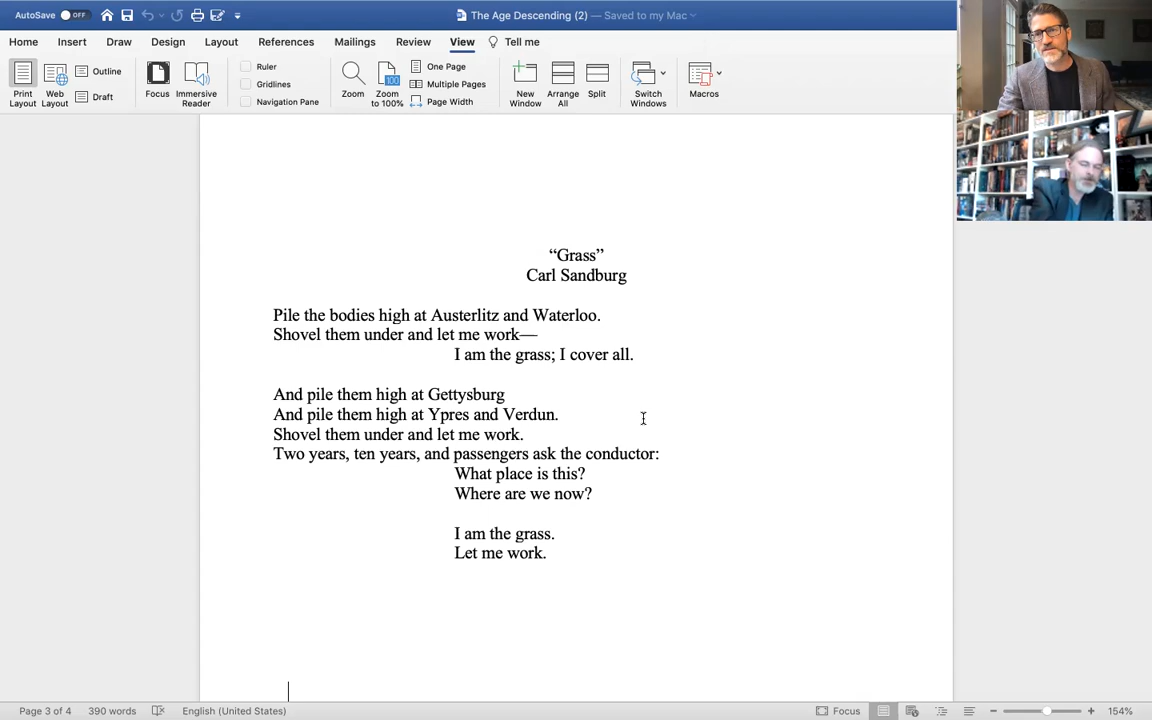 AutoSave OFF The Age Descending (2) — Saved to my Mac
Home Insert Draw Design Layout References Mailings Review View Tell me
Print Layout
Web Layout
Outline
Draft
Focus
Immersive Reader
Ruler
Gridlines
Navigation Pane
Zoom
Zoom to 100%
100
One Page
Multiple Pages
Page Width
New Window
Arrange All
Split
Switch Windows
Macros
“Grass”
Carl Sandburg
Pile the bodies high at Austerlitz and Waterloo.
Shovel them under and let me work—
I am the grass; I cover all.
And pile them high at Gettysburg
And pile them high at Ypres and Verdun.
Shovel them under and let me work.
Two years, ten years, and passengers ask the conductor:
What place is this?
Where are we now?
I am the grass.
Let me work.
Page 3 of 4 390 words English (United States) Focus 154%